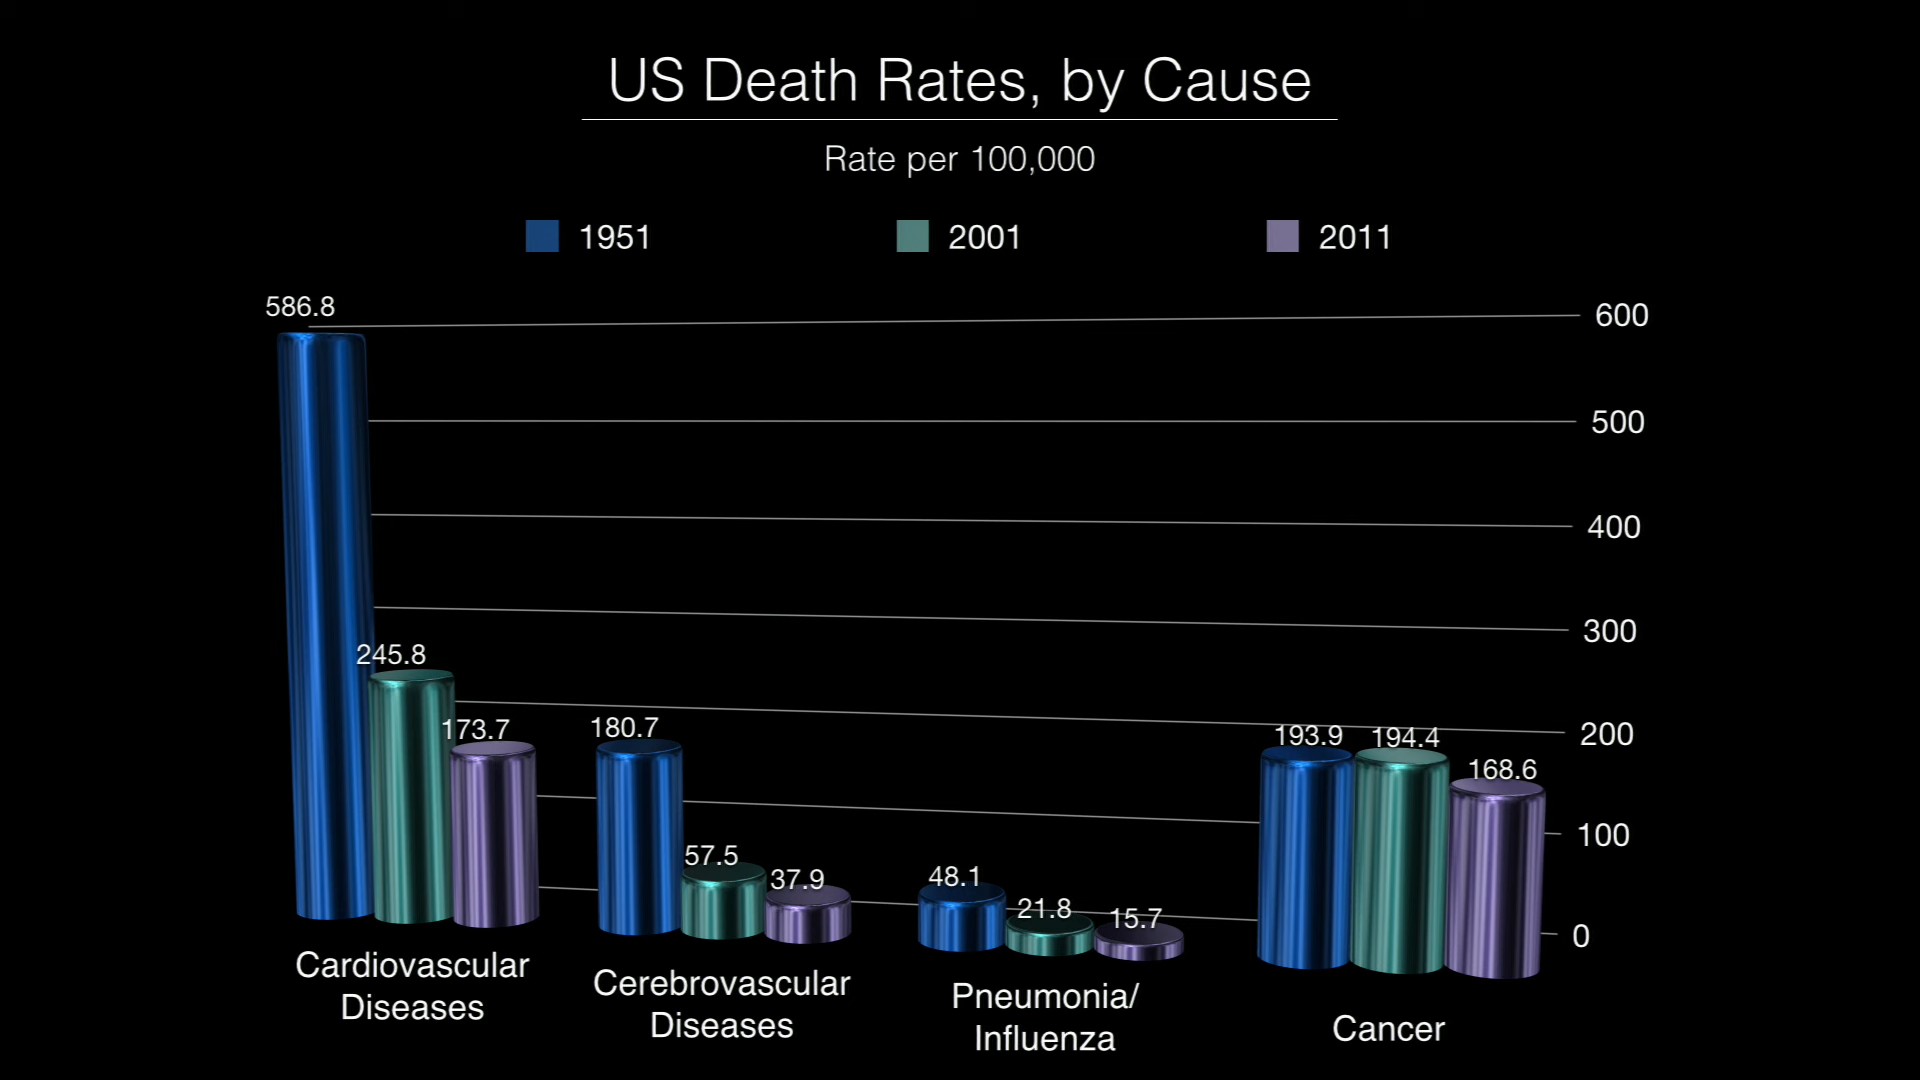 US Death Rates, by Cause
Rate per 100,000
1951
2001
2011
586.8
245.8
173.7
180.7
57.5
37.9
48.1
21.8
15.7
193.9
194.4
168.6
600
500
400
300
200
100
0
Cardiovascular
Diseases
Cerebrovascular
Diseases
Pneumonia/
Influenza
Cancer